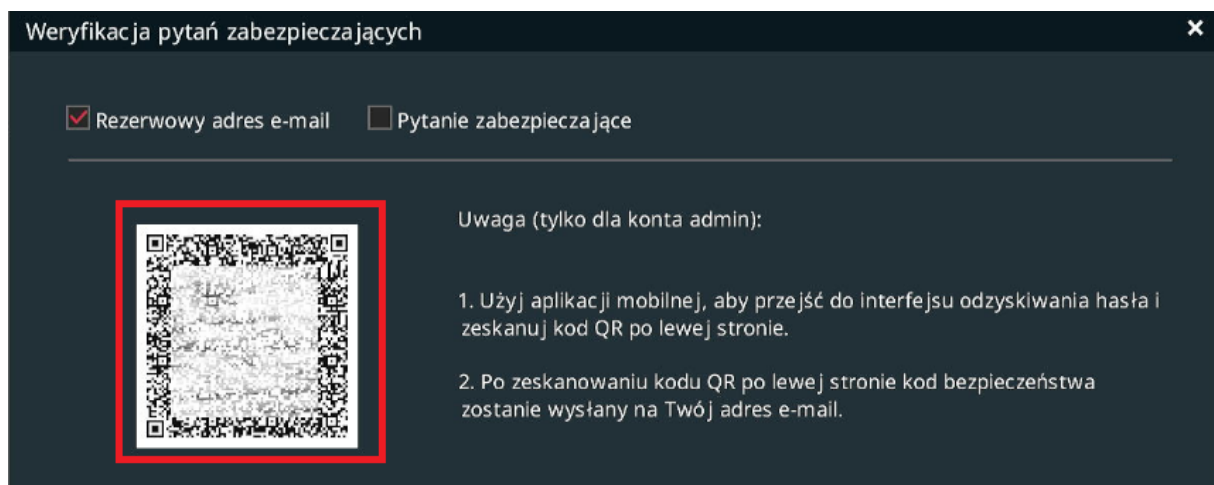 Weryfikacja pytań zabezpieczających
Rezerwowy adres e-mail
Pytanie zabezpieczające
Uwaga (tylko dla konta admin):
1. Użyj aplikacji mobilnej, aby przejść do interfejsu odzyskiwania hasła i
zeskanuj kod QR po lewej stronie.
2. Po zeskanowaniu kodu QR po lewej stronie kod bezpieczeństwa
zostanie wysłany na Twój adres e-mail.